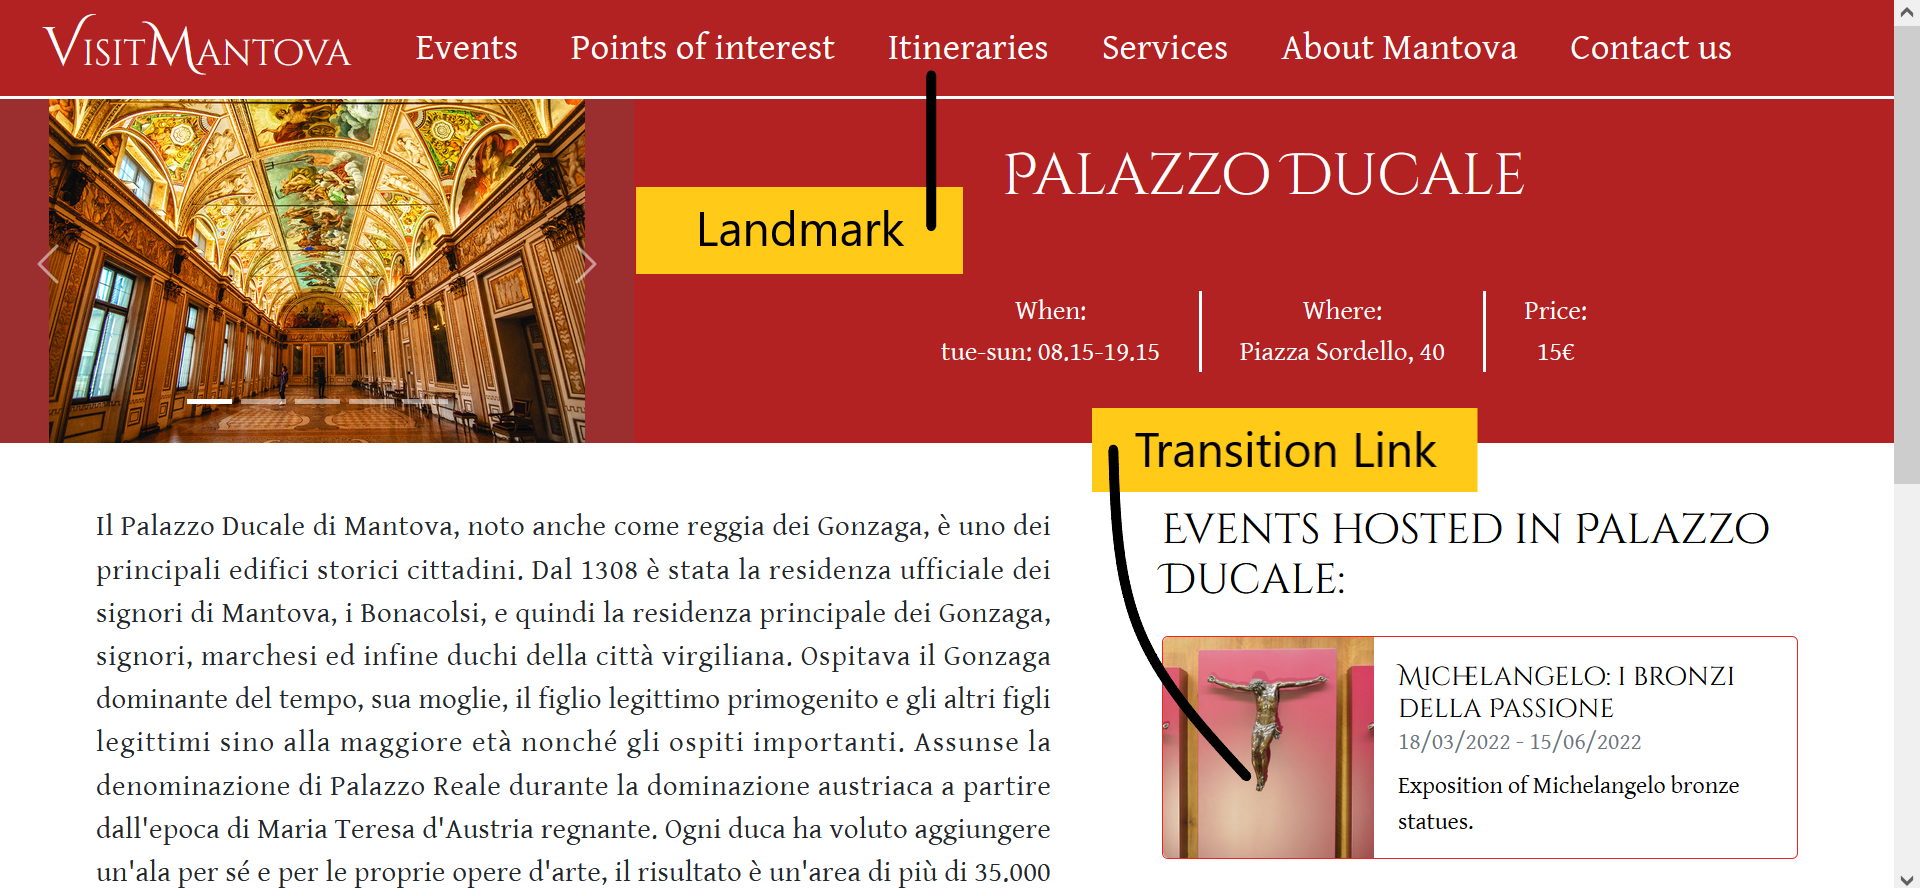 VisitMantova Events Points of interest Itineraries Services About Mantova Contact us
Palazzo Ducale
Landmark
When:
tue-sun: 08.15-19.15
Where:
Piazza Sordello, 40
Price:
15€
Transition Link
Il Palazzo Ducale di Mantova, noto anche come reggia dei Gonzaga, è uno dei
principali edifici storici cittadini. Dal 1308 è stata la residenza ufficiale dei
signori di Mantova, i Bonacolsi, e quindi la residenza principale dei Gonzaga,
signori, marchesi ed infine duchi della città virgiliana. Ospitava il Gonzaga
dominante del tempo, sua moglie, il figlio legittimo primogenito e gli altri figli
legittimi sino alla maggiore età nonché gli ospiti importanti. Assunse la
denominazione di Palazzo Reale durante la dominazione austriaca a partire
dall'epoca di Maria Teresa d'Austria regnante. Ogni duca ha voluto aggiungere
un'ala per sé e per le proprie opere d'arte, il risultato è un'area di più di 35.000
Events hosted in Palazzo
Ducale:
Michelangelo: i bronzi
della Passione
18/03/2022 - 15/06/2022
Exposition of Michelangelo bronze
statues.